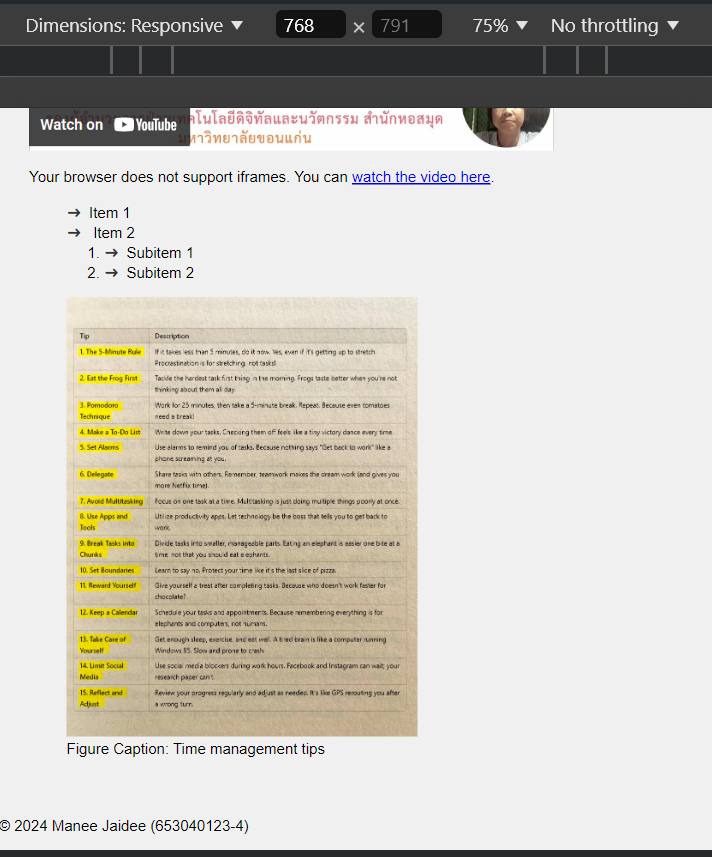 Dimensions: Responsive ▼ 768 × 791 75% ▼ No throttling ▼
เทคโนโลยีดิจิทัลและนวัตกรรม สำนักหอสมุด
Watch on YouTube
มหาวิทยาลัยขอนแก่น
Your browser does not support iframes. You can watch the video here.
➔ Item 1
➔ Item 2
1. ➔ Subitem 1
2. ➔ Subitem 2
Tip Description
1. The 5-Minute Rule If it takes less than 5 minutes, do it now. Yes, even if it's getting up to stretch.
Procrastination is for stretching, not tasks!
2. Eat the Frog First Tackle the hardest task first thing in the morning. Frogs taste better when you're not
thinking about them all day.
3. Pomodoro Work for 25 minutes, then take a 5-minute break. Repeat. Because even tomatoes
Technique need a break!
4. Make a To-Do List Write down your tasks. Checking them off feels like a tiny victory dance every time.
5. Set Alarms Use alarms to remind you of tasks. Because nothing says "Get back to work" like a
phone screaming at you.
6. Delegate Share tasks with others. Remember, teamwork makes the dream work (and gives you
more Netflix time).
7. Avoid Multitasking Focus on one task at a time. Multitasking is just doing multiple things poorly at once.
8. Use Apps and Utilize productivity apps. Let technology be the boss that tells you to get back to
Tools work.
9. Break Tasks into Divide tasks into smaller, manageable parts. Eating an elephant is easier one bite at a
Chunks time, not that you should eat elephants.
10. Set Boundaries Learn to say no. Protect your time like it's the last slice of pizza.
11. Reward Yourself Give yourself a treat after completing tasks. Because who doesn't work faster for
chocolate?
12. Keep a Calendar Schedule your tasks and appointments. Because remembering everything is for
elephants and computers, not humans.
13. Take Care of Get enough sleep, exercise, and eat well. A tired brain is like a computer running
Yourself Windows 95. Slow and prone to crash.
14. Limit Social Use social media blockers during work hours. Facebook and Instagram can wait; your
Media research paper can't.
15. Reflect and Review your progress regularly and adjust as needed. It's like GPS rerouting you after
Adjust a wrong turn.
Figure Caption: Time management tips
© 2024 Manee Jaidee (653040123-4)